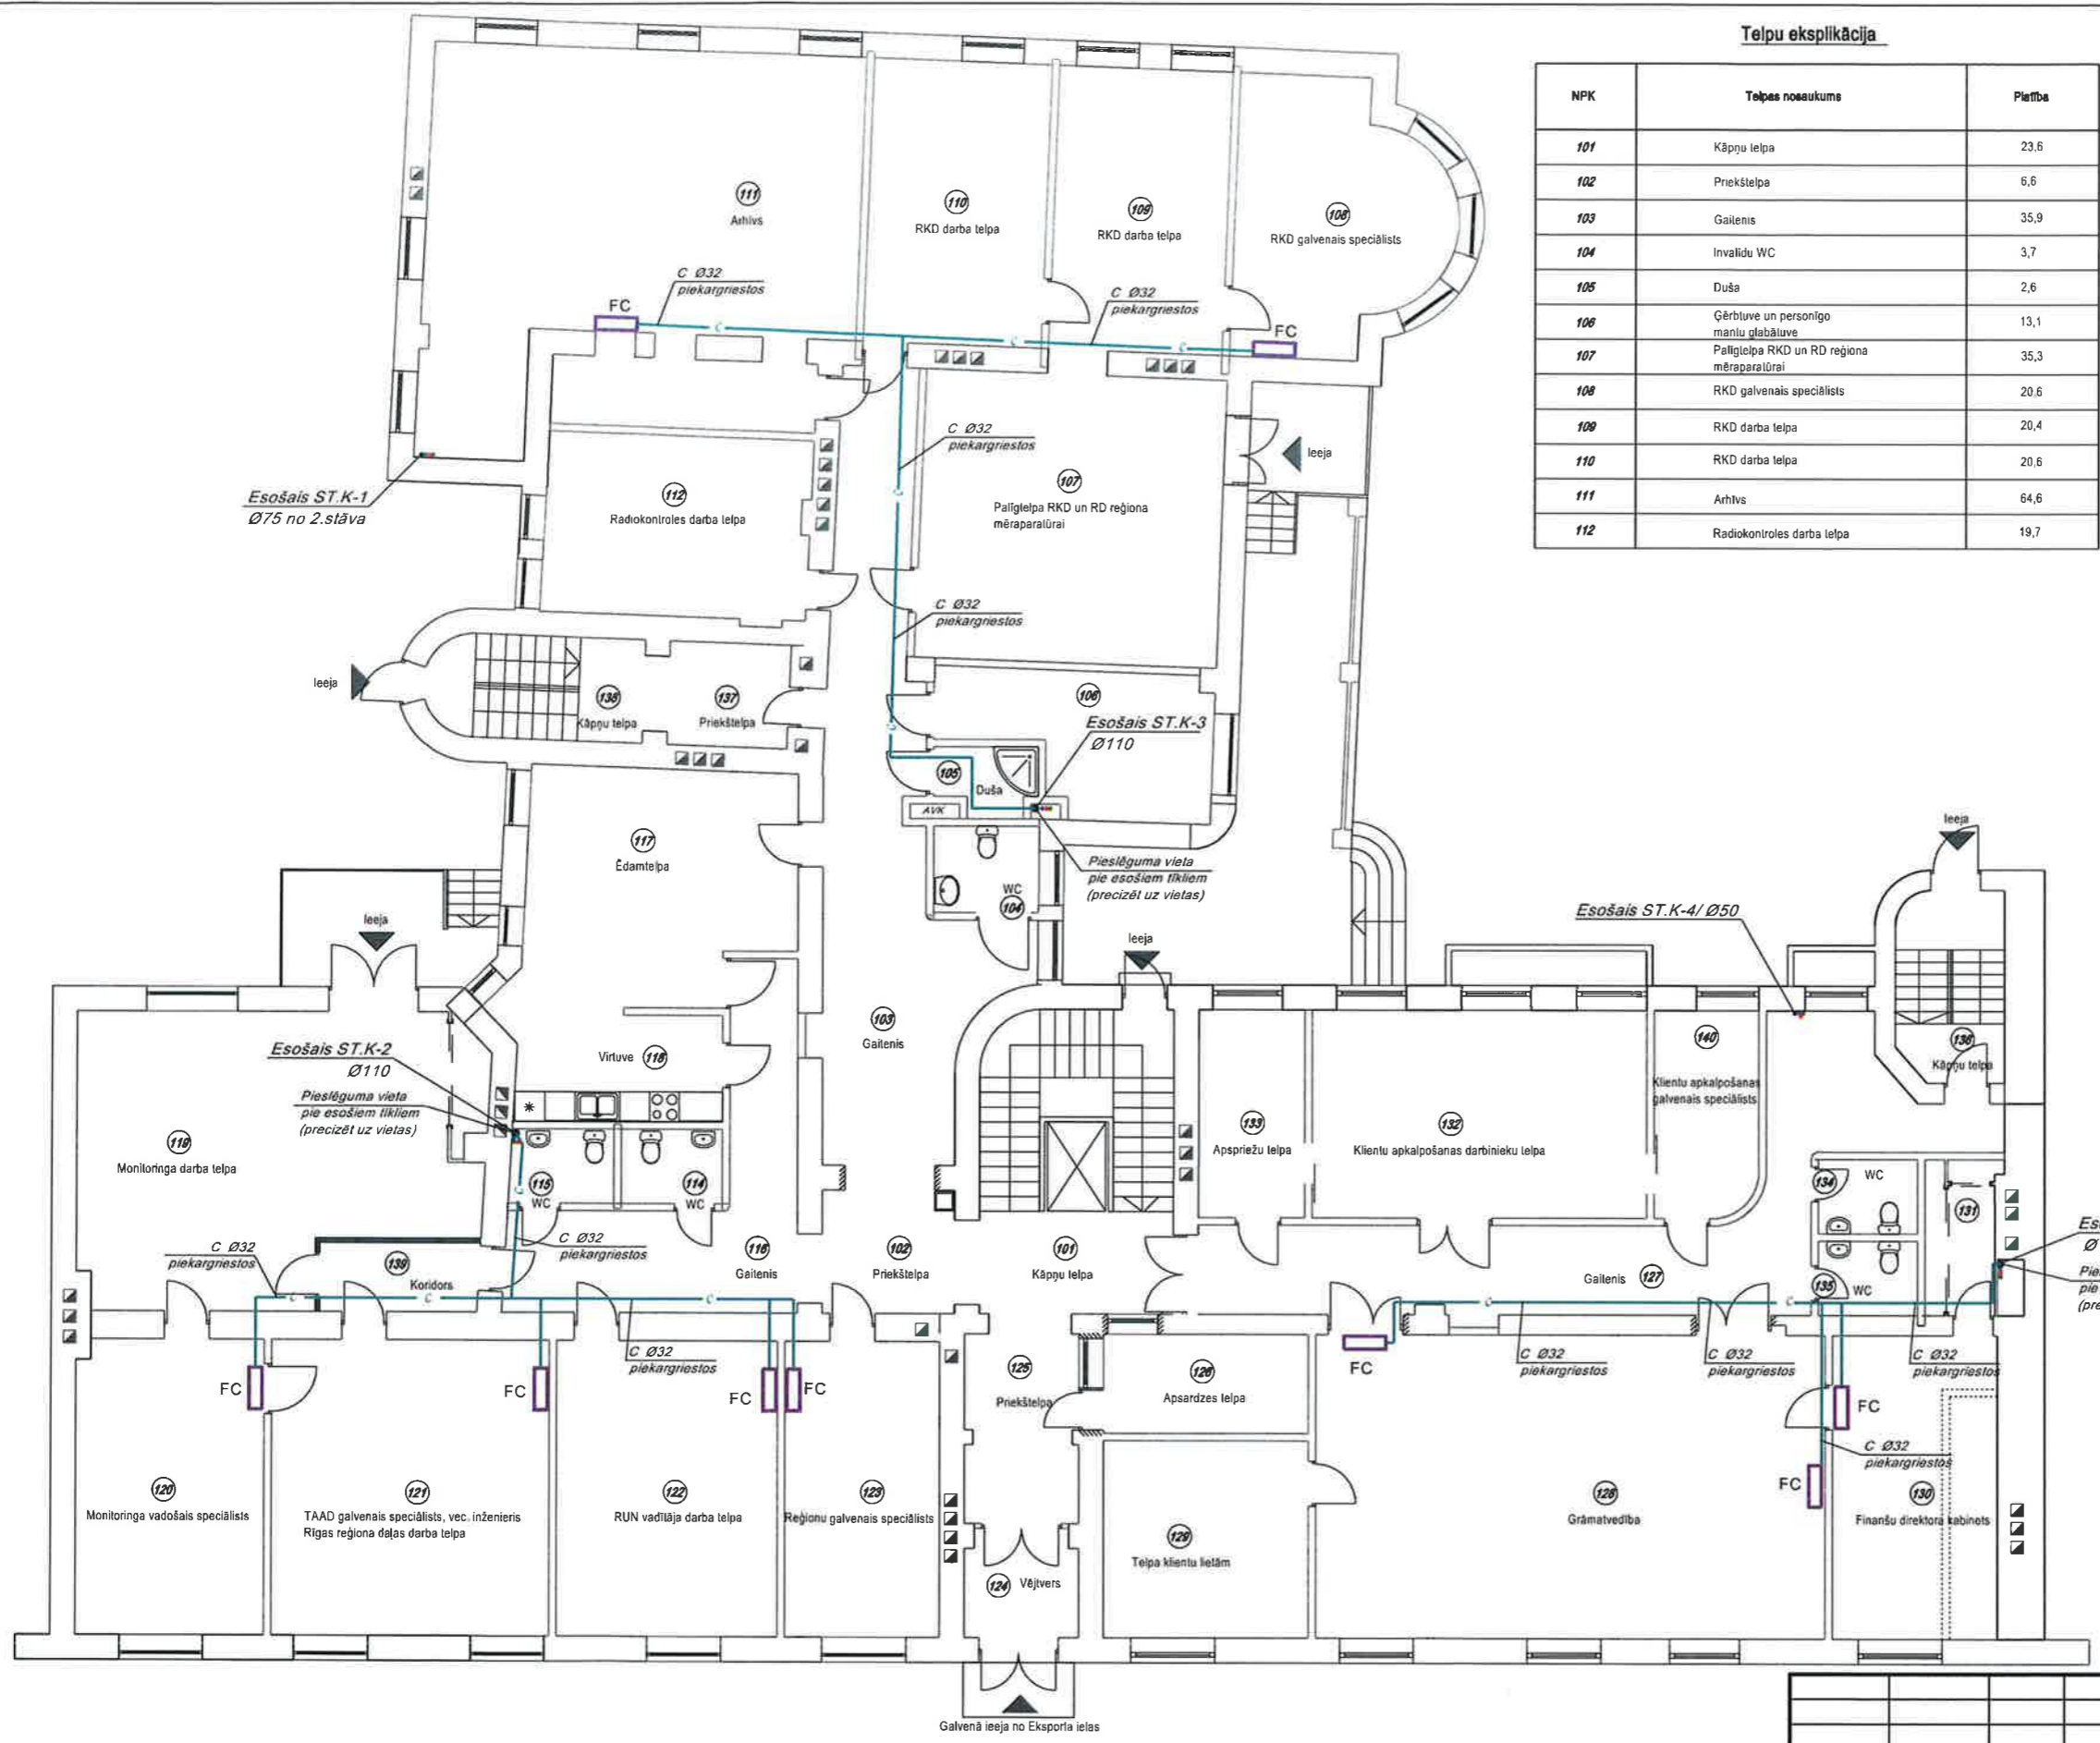 Telpu eksplikācija
NPK Telpas nosaukums Platība
101 Kāpņu telpa 23,6
102 Priekštelpa 6,6
103 Gaitenis 35,9
104 Invalīdu WC 3,7
105 Duša 2,6
106 Ģērbtuve un personīgo
mantu glabātuve 13,1
107 Palīgtelpa RKD un RD reģiona
mēraparatūrai 35,3
108 RKD galvenais speciālists 20,6
109 RKD darba telpa 20,4
110 RKD darba telpa 20,6
111 Arhīvs 64,6
112 Radiokontroles darba telpa 19,7
111
Arhīvs
110
RKD darba telpa
109
RKD darba telpa
108
RKD galvenais speciālists
C Ø32
piekargriestos
C Ø32
piekargriestos
FC
FC
C Ø32
piekargriestos
Ieeja
Esošais ST.K-1
Ø75 no 2.stāva
112
Radiokontroles darba telpa
107
Palīgtelpa RKD un RD reģiona
mēraparatūrai
C Ø32
piekargriestos
Ieeja
138
Kāpņu telpa
137
Priekštelpa
106
Esošais ST.K-3
Ø110
105
Duša
AVK
117
Ēdamtelpa
Pieslēguma vieta
pie esošiem tīkliem
(precizēt uz vietas)
WC
104
Ieeja
Ieeja
Ieeja
Esošais ST.K-4/ Ø50
103
Gaitenis
Esošais ST.K-2
Ø110
Pieslēguma vieta
pie esošiem tīkliem
(precizēt uz vietas)
Virtuve 118
140
Klientu apkalpošanas
galvenais speciālists
136
Kāpņu telpa
119
Monitoringa darba telpa
133
Apspriežu telpa
132
Klientu apkalpošanas darbinieku telpa
115
WC
114
WC
134
WC
131
C Ø32
piekargriestos
C Ø32
piekargriestos
139
Koridors
116
Gaitenis
102
Priekštelpa
101
Kāpņu telpa
Gaitenis 127
135 WC
Ø
C Ø32
piekargriestos
C Ø32
piekargriestos
C Ø32
piekargriestos
C Ø32
piekargriestos
FC
FC
FC
FC
125
Priekštelpa
126
Apsardzes telpa
FC
FC
C Ø32
piekargriestos
FC
120
Monitoringa vadošais speciālists
121
TAAD galvenais speciālists, vec. inženieris
Rīgas reģiona daļas darba telpa
122
RUN vadītāja darba telpa
123
Reģionu galvenais speciālists
128
Grāmatvedība
130
Finanšu direktora kabinets
129
Telpa klientu lietām
124 Vējtvers
Galvenā ieeja no Eksporta ielas